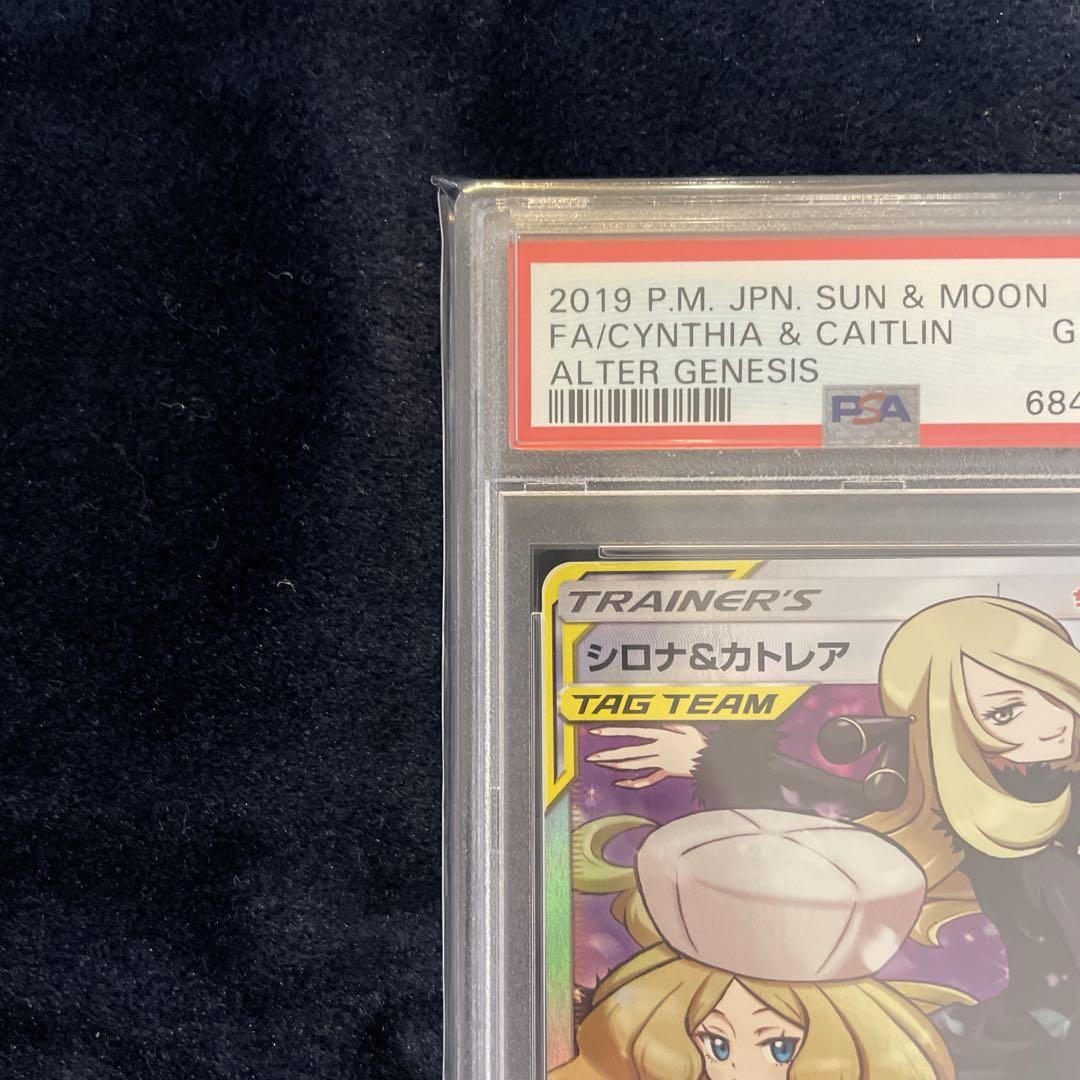 2019 P.M. JPN. SUN & MOON
FA/CYNTHIA & CAITLIN G
ALTER GENESIS
PSA 684
TRAINER'S
シロナ&カトレア
TAG TEAM